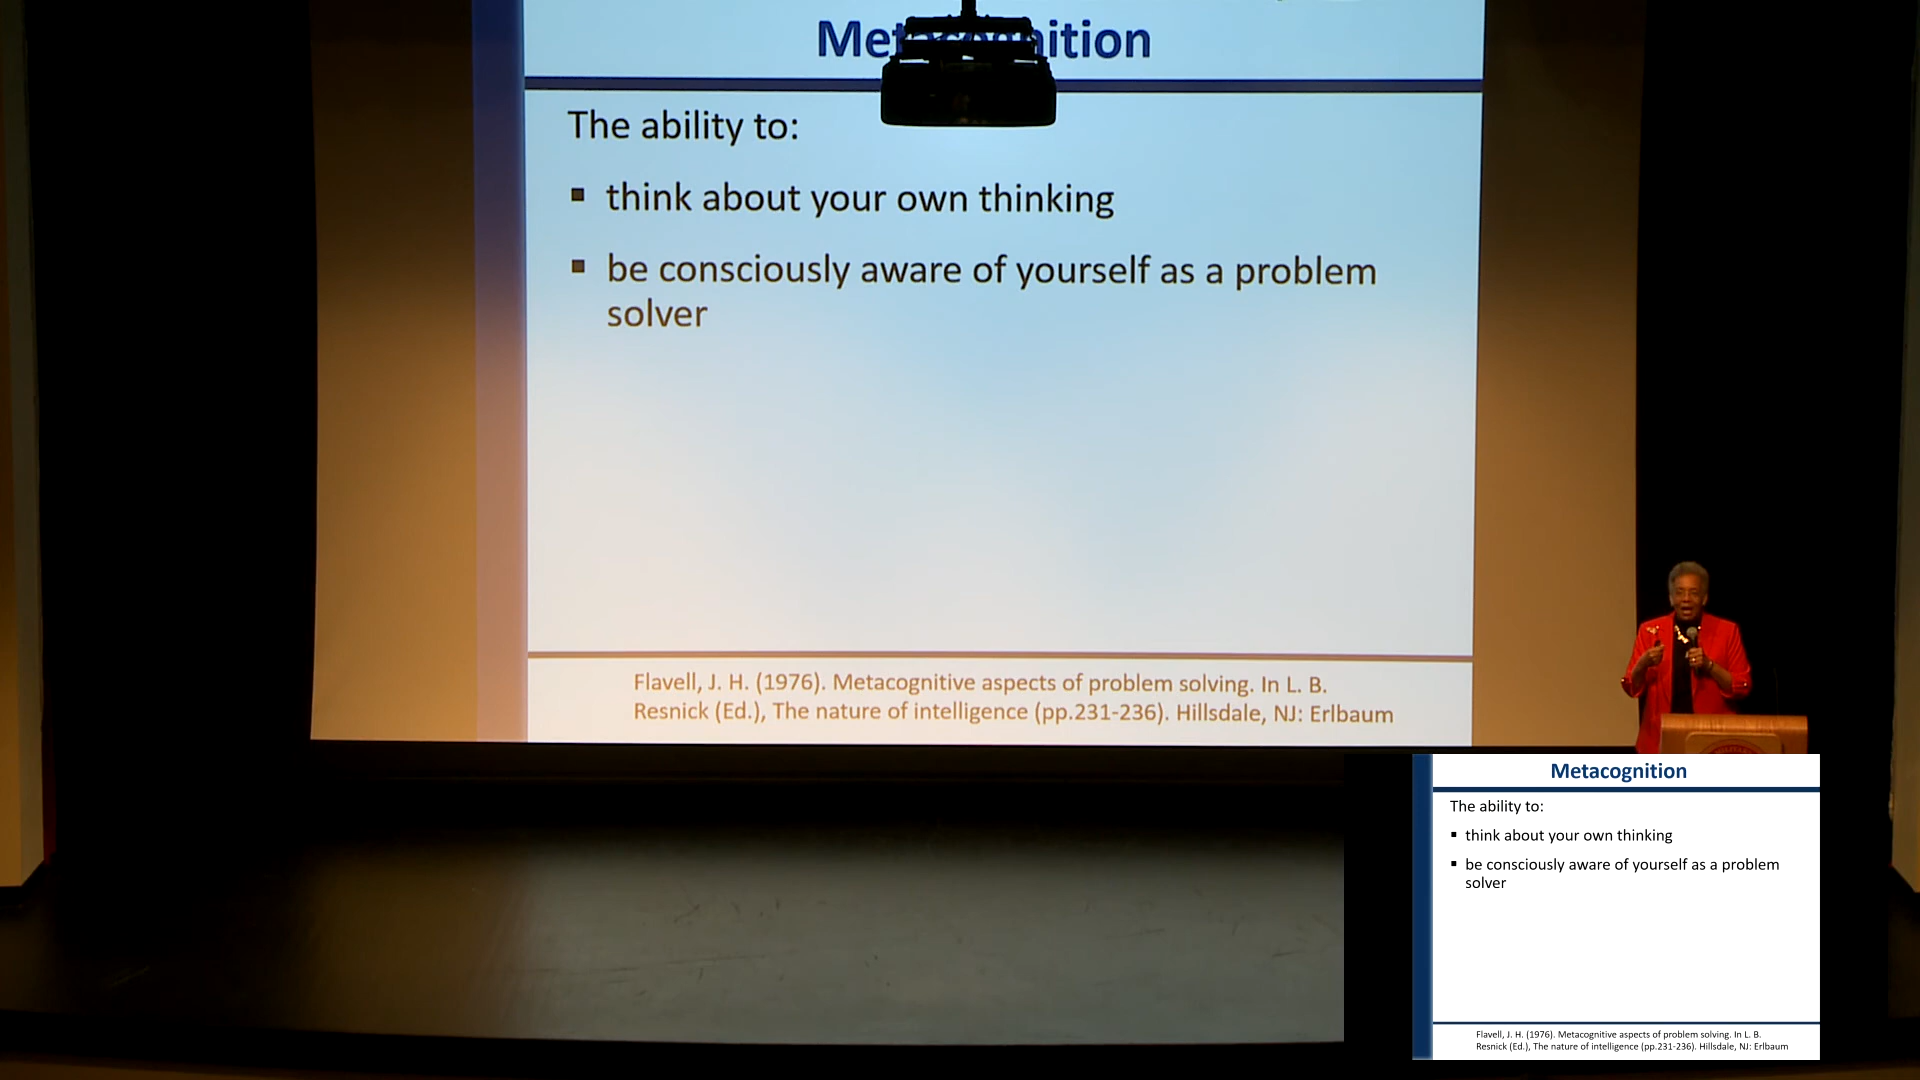 Metacognition
The ability to:
▪ think about your own thinking
▪ be consciously aware of yourself as a problem
solver
Flavell, J. H. (1976). Metacognitive aspects of problem solving. In L. B.
Resnick (Ed.), The nature of intelligence (pp.231-236). Hillsdale, NJ: Erlbaum
Metacognition
The ability to:
▪ think about your own thinking
▪ be consciously aware of yourself as a problem
solver
Flavell, J. H. (1976). Metacognitive aspects of problem solving. In L. B.
Resnick (Ed.), The nature of intelligence (pp.231-236). Hillsdale, NJ: Erlbaum